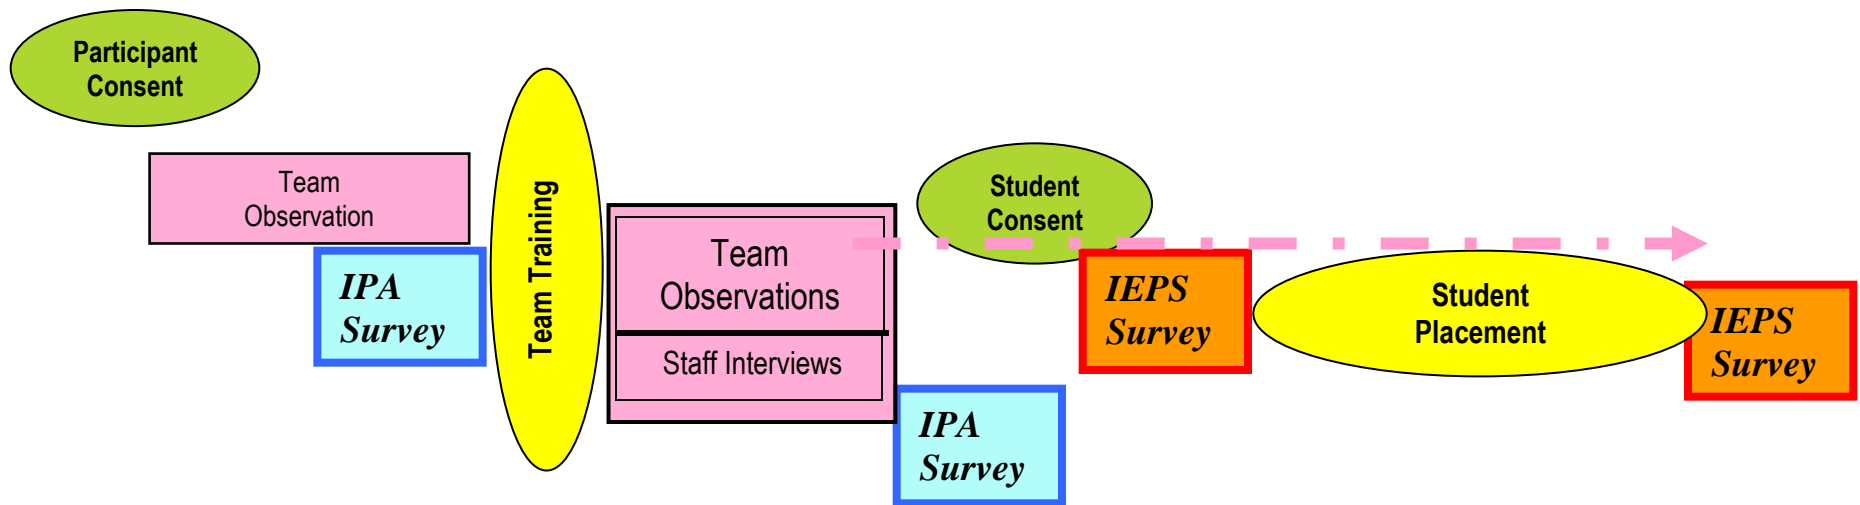 Participant
Consent
Team
Observation
IPA
Survey
Team Training
Team
Observations
Staff Interviews
IPA
Survey
Student
Consent
IEPS
Survey
Student
Placement
IEPS
Survey